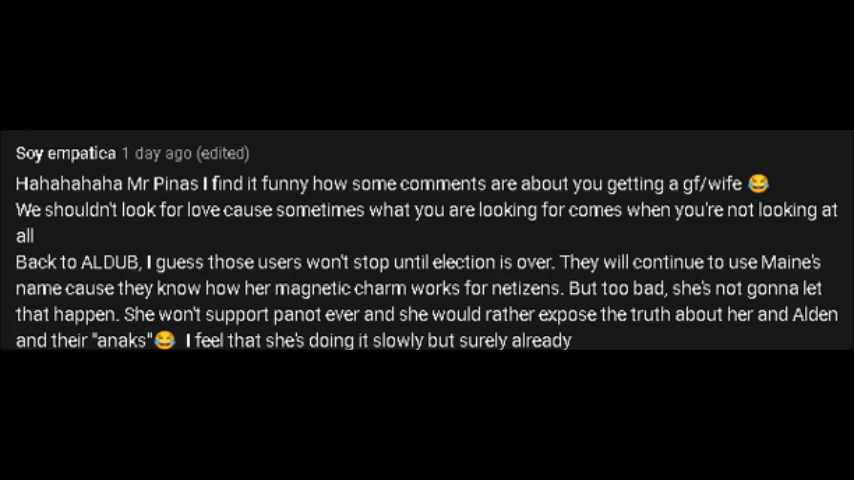 Soy empatica 1 day ago (edited)
Hahahahaha Mr Pinas I find it funny how some comments are about you getting a gf/wife 😂
We shouldn't look for love cause sometimes what you are looking for comes when you're not looking at
all
Back to ALDUB, I guess those users won't stop until election is over. They will continue to use Maine's
name cause they know how her magnetic charm works for netizens. But too bad, she's not gonna let
that happen. She won't support panot ever and she would rather expose the truth about her and Alden
and their "anaks"😂 I feel that she's doing it slowly but surely already